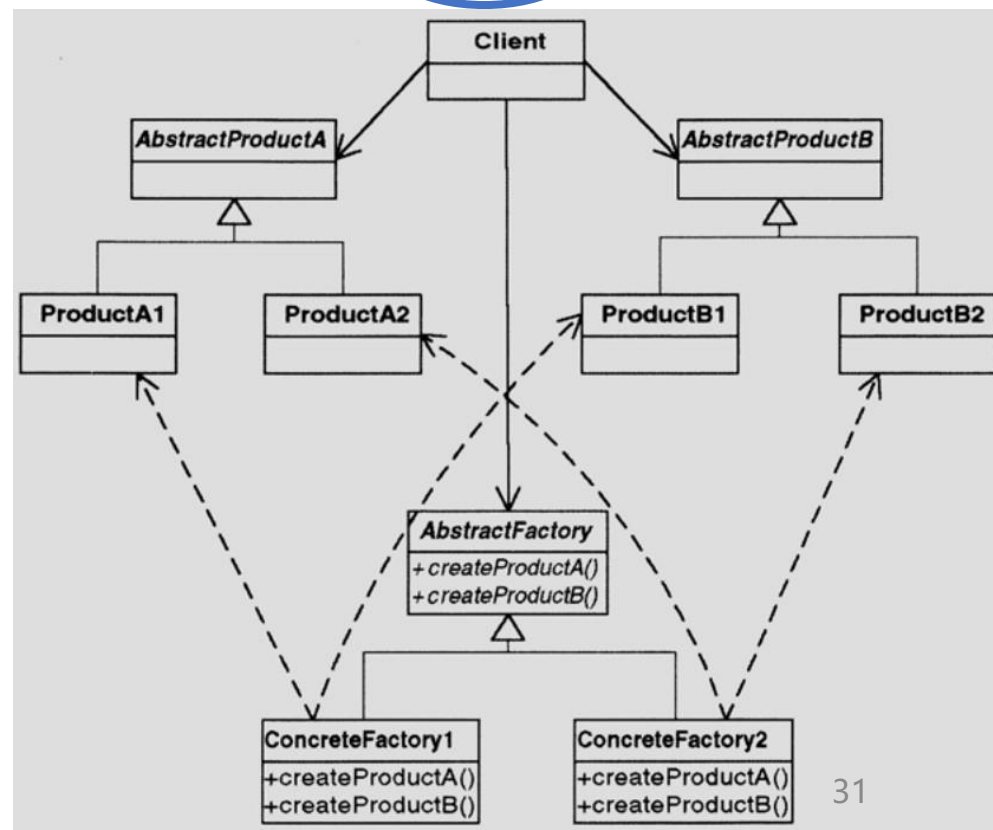 Client
AbstractProductA
AbstractProductB
ProductA1
ProductA2
ProductB1
ProductB2
AbstractFactory
+createProductA()
+createProductB()
ConcreteFactory1
+createProductA()
+createProductB()
ConcreteFactory2
+createProductA()
+createProductB()
31